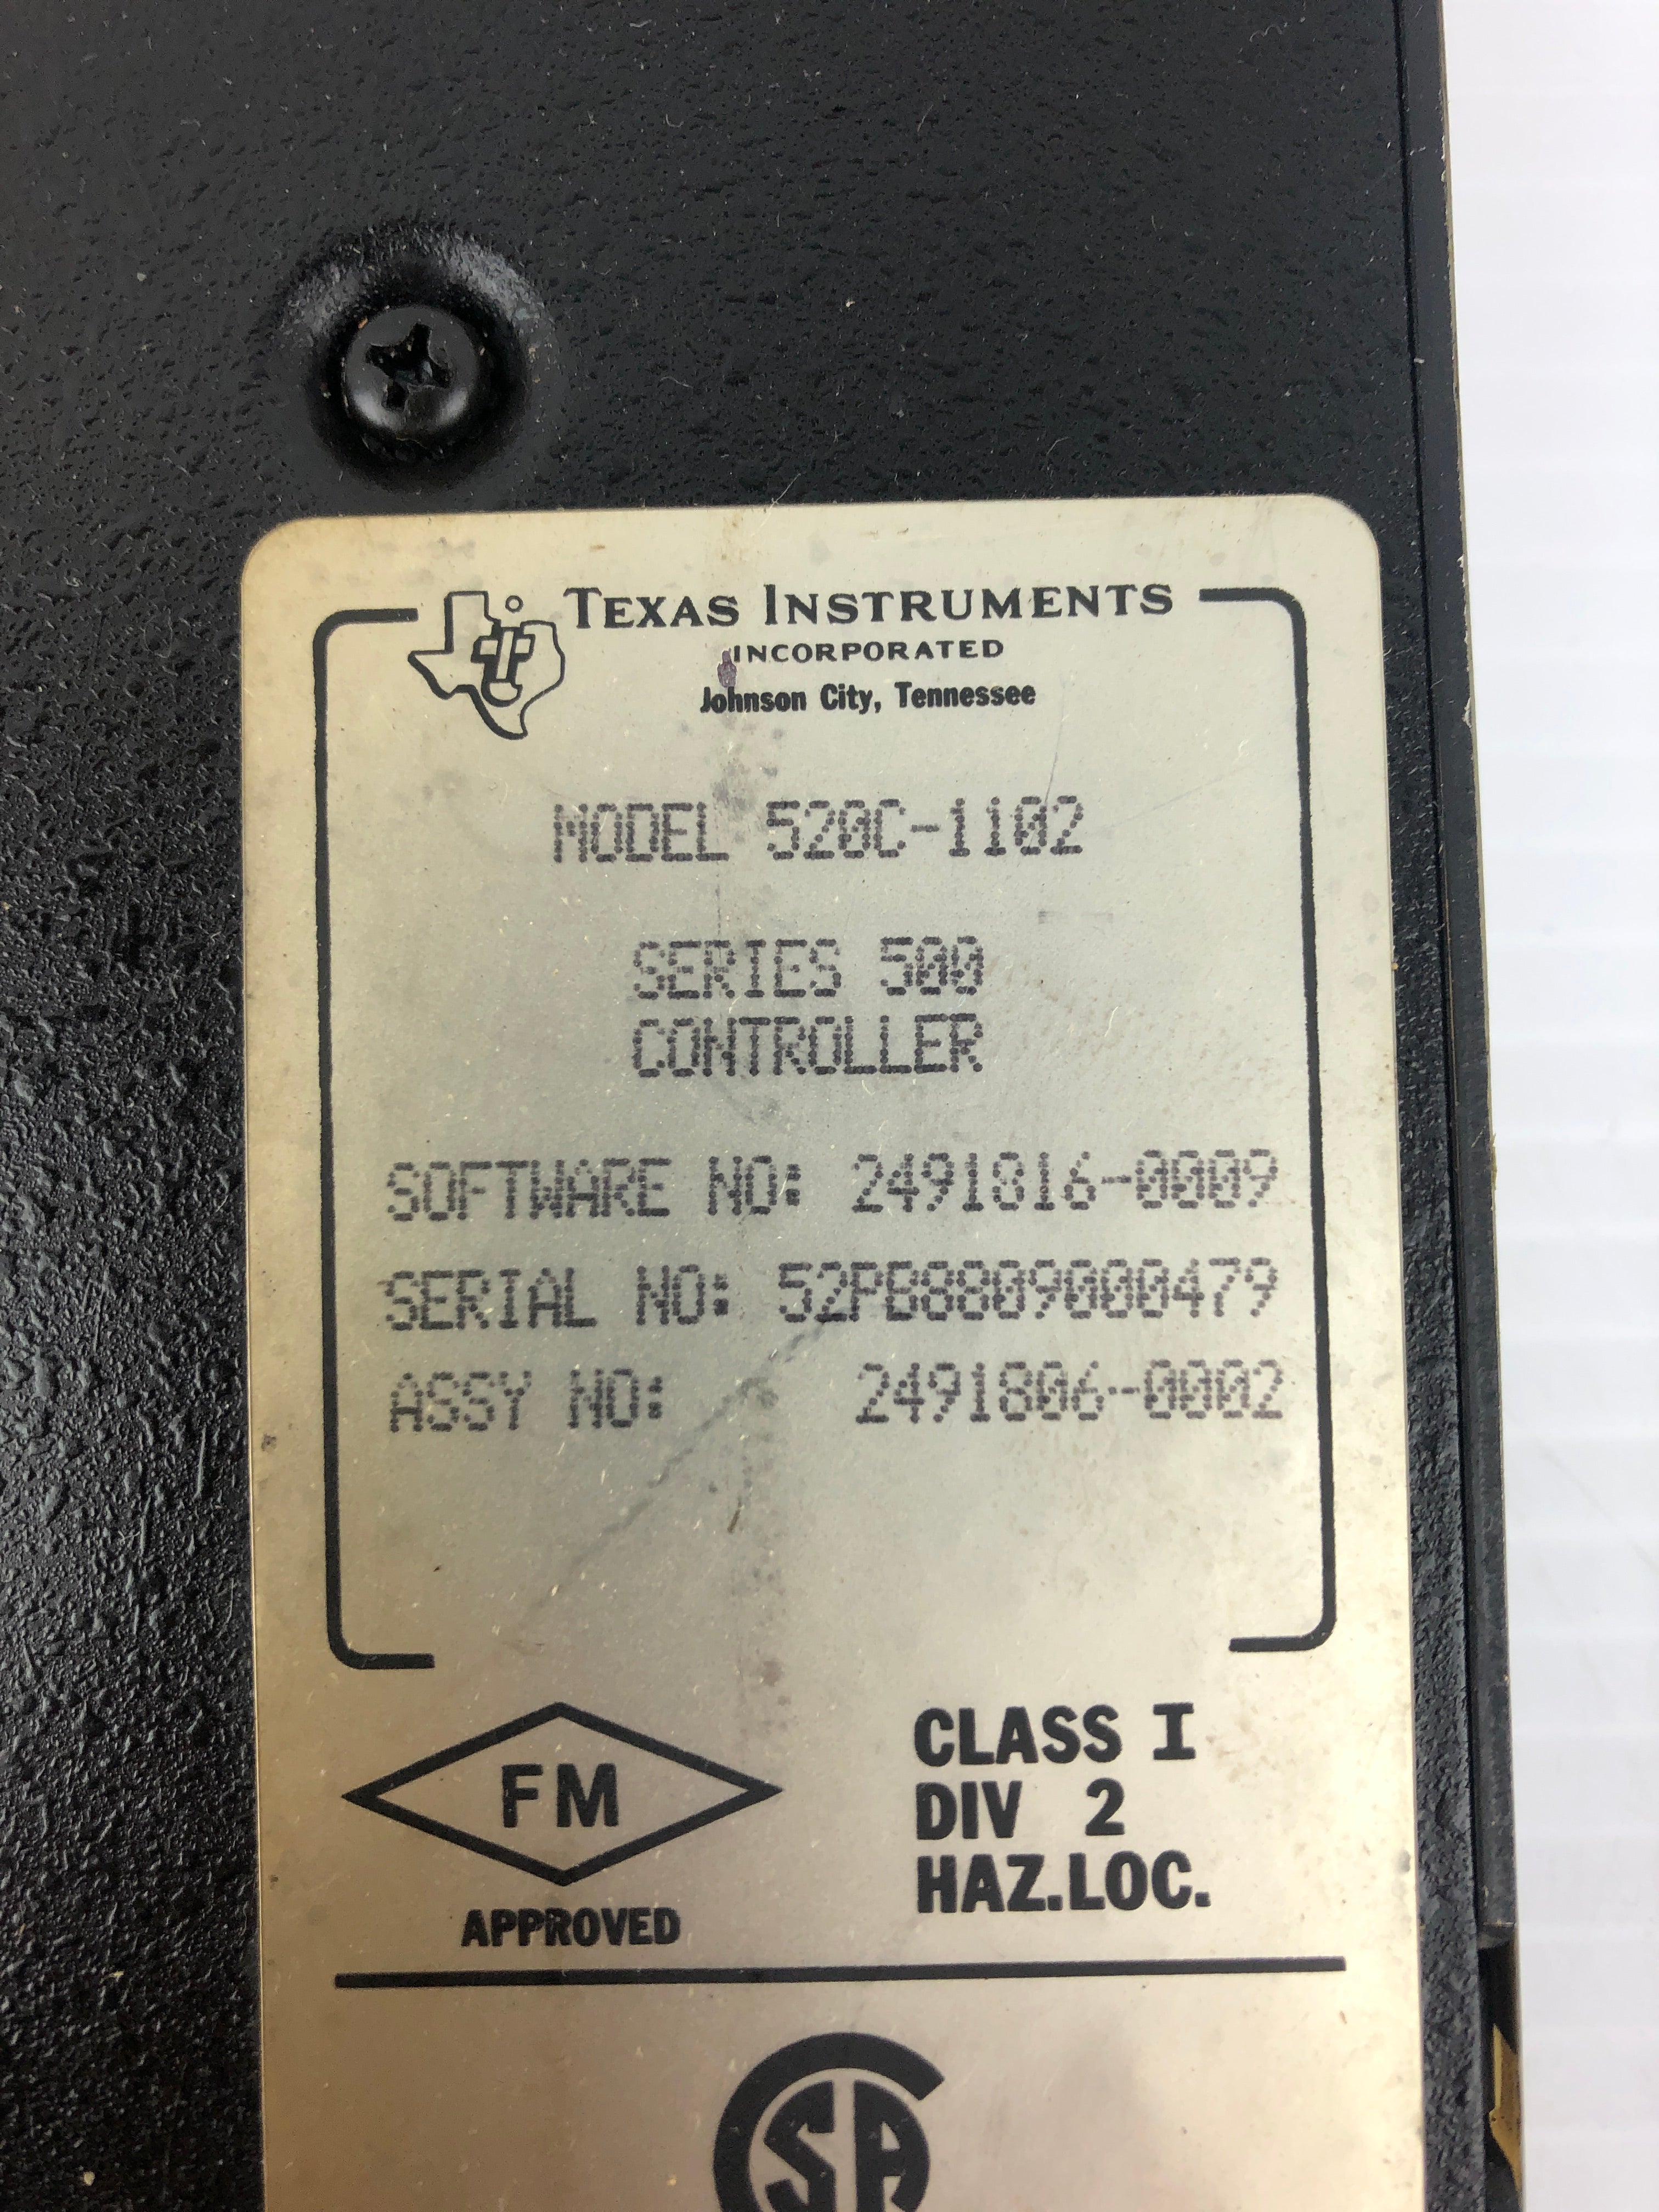 TEXAS INSTRUMENTS
INCORPORATED
Johnson City, Tennessee
MODEL 520C-1102
SERIES 500
CONTROLLER
SOFTWARE NO: 2491816-0009
ASSY NO: 2491806-0002
SERIAL NO:
FM
APPROVED
CLASS I
DIV 2
HAZ.LOC.
SA